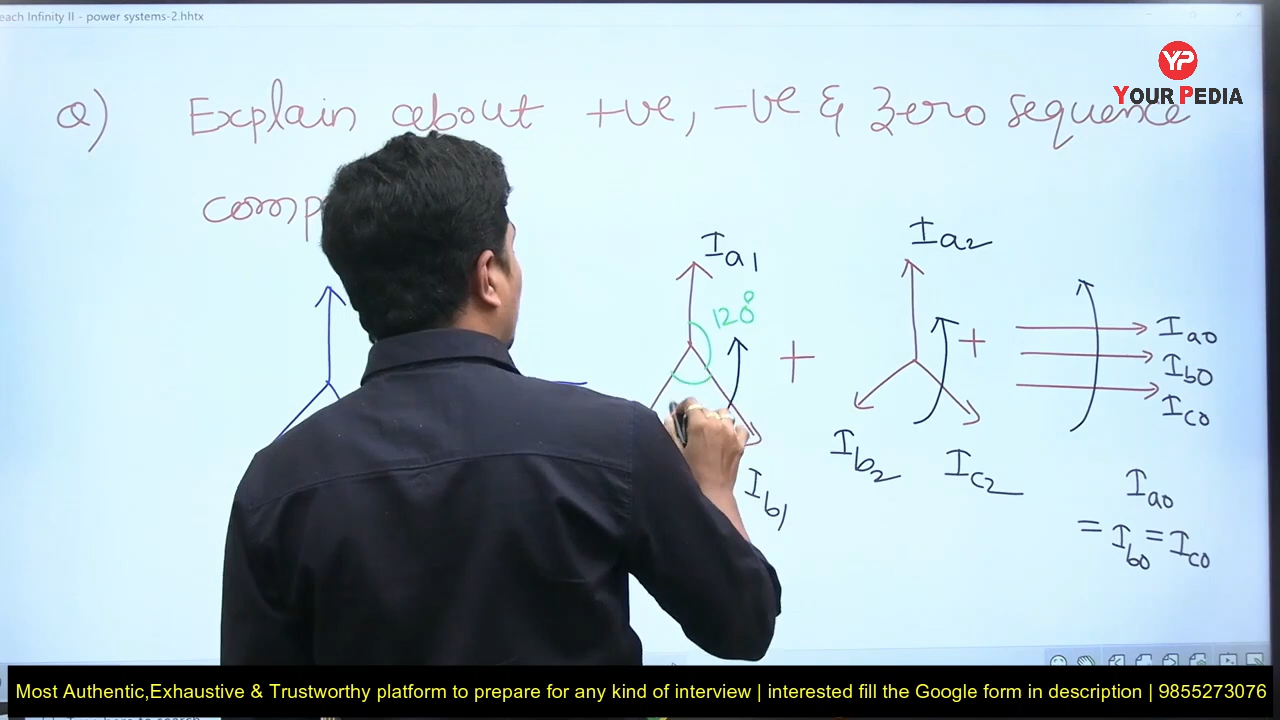 each Infinity II - power systems-2.hhtx
YP
YOUR PEDIA
Q) Explain about +ve, -ve & Zero sequence
comp
Ia1
120°
Ib1
+
Ia2
Ib2
Ic2
+
Ia0
Ib0
Ic0
Ia0
= Ib0 = Ic0
Most Authentic,Exhaustive & Trustworthy platform to prepare for any kind of interview | interested fill the Google form in description | 9855273076